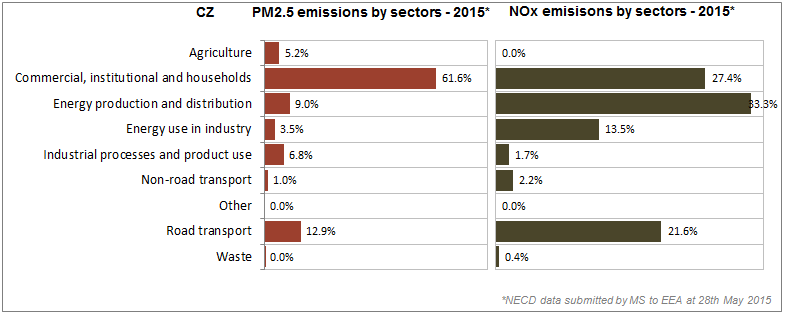 CZ PM2.5 emissions by sectors - 2015* NOx emisisons by sectors - 2015*
Agriculture 5.2% 0.0%
Commercial, institutional and households 61.6% 27.4%
Energy production and distribution 9.0% 33.3%
Energy use in industry 3.5% 13.5%
Industrial processes and product use 6.8% 1.7%
Non-road transport 1.0% 2.2%
Other 0.0% 0.0%
Road transport 12.9% 21.6%
Waste 0.0% 0.4%
*NECD data submitted by MS to EEA at 28th May 2015